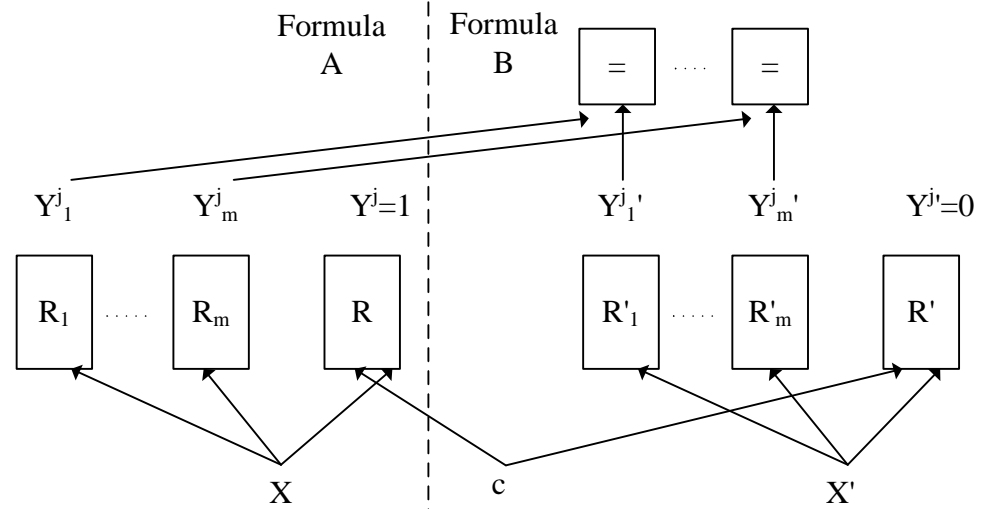 Formula
A
Formula
B
= ..... =
Yʲ₁ Yʲₘ Yʲ=1 Yʲ₁' Yʲₘ' Yʲ'=0
R₁ ..... Rₘ R R'₁ ..... R'ₘ R'
X c X'